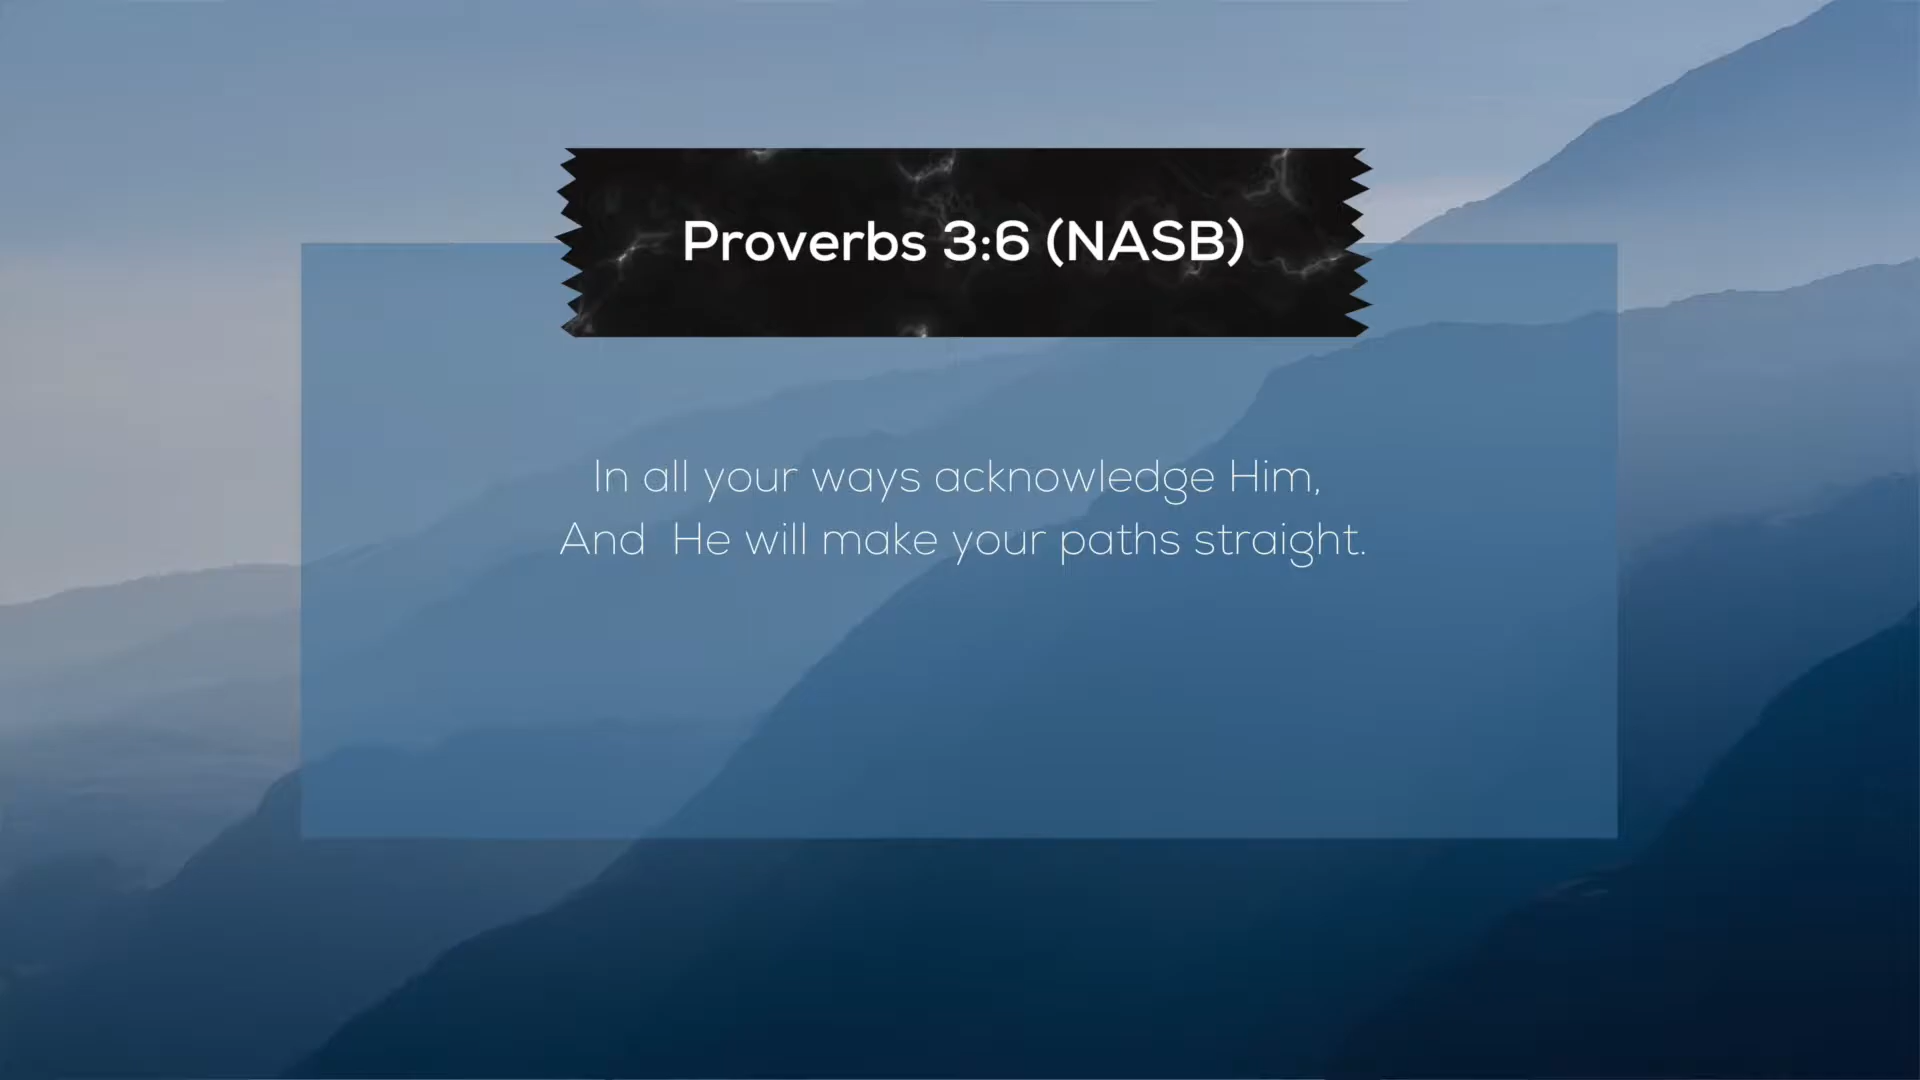 Proverbs 3:6 (NASB)
In all your ways acknowledge Him,
And  He will make your paths straight.